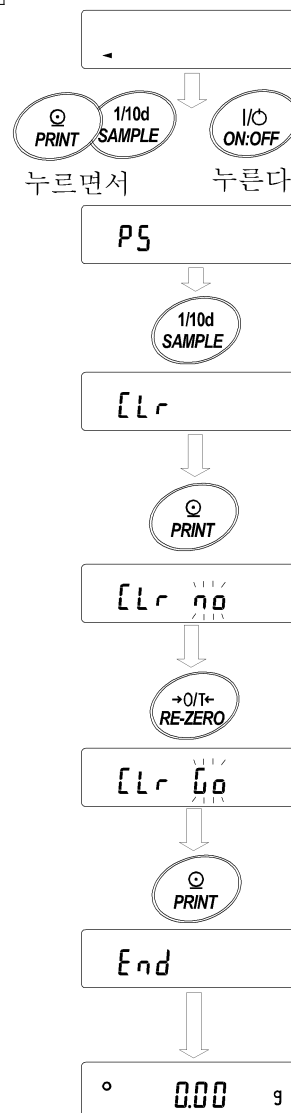 1/10d
PRINT SAMPLE ON:OFF
누르면서 누른다
PS
1/10d
SAMPLE
CLr
PRINT
CLr no
→0/T←
RE-ZERO
CLr Go
PRINT
End
0.00 g